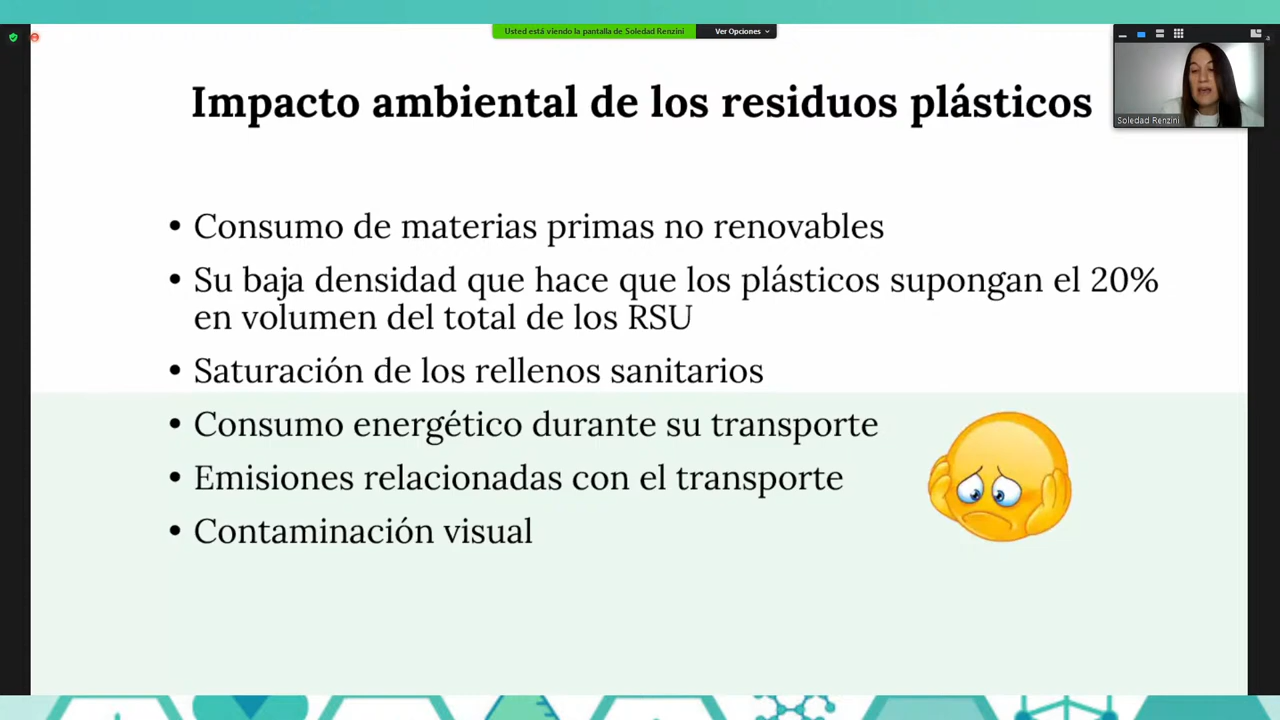 Usted está viendo la pantalla de Soledad Renzini
Ver Opciones
Soledad Renzini
Impacto ambiental de los residuos plásticos
• Consumo de materias primas no renovables
• Su baja densidad que hace que los plásticos supongan el 20%
en volumen del total de los RSU
• Saturación de los rellenos sanitarios
• Consumo energético durante su transporte
• Emisiones relacionadas con el transporte
• Contaminación visual